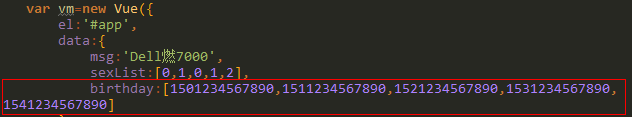 var vm=new Vue({
el:'#app',
data:{
msg:'Dell燃7000',
sexList:[0,1,0,1,2],
birthday:[1501234567890,1511234567890,1521234567890,1531234567890,
1541234567890]